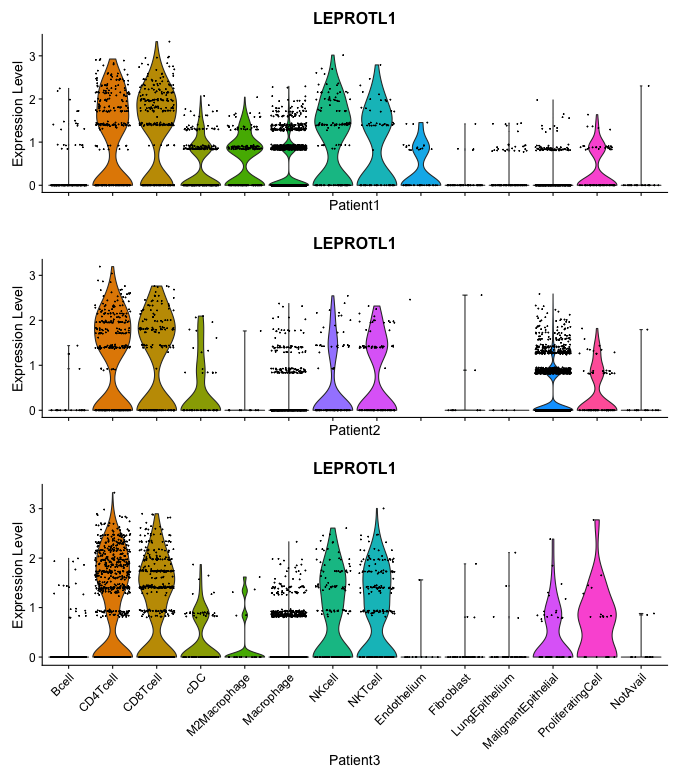 LEPROTL1
Expression Level
3
2
1
0
Patient1
LEPROTL1
Expression Level
3
2
1
0
Patient2
LEPROTL1
Expression Level
3
2
1
0
Bcell
CD4Tcell
CD8Tcell
cDC
M2Macrophage
Macrophage
NKcell
NKTcell
Endothelium
Fibroblast
LungEpithelium
MalignantEpithelial
ProliferatingCell
NotAvail
Patient3